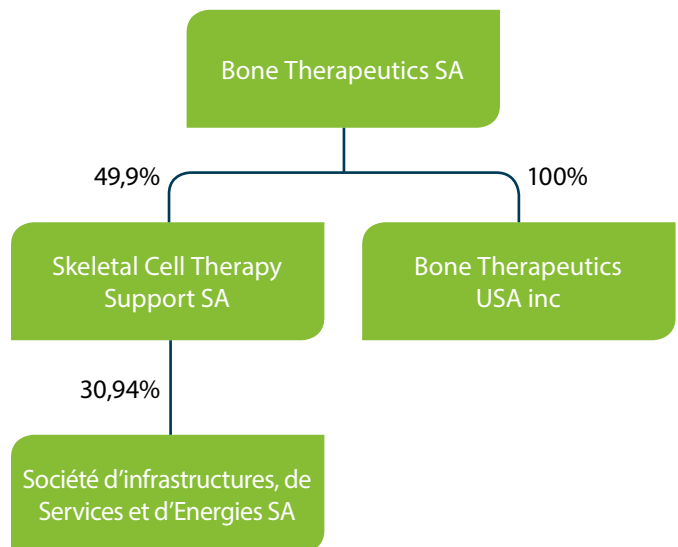 Bone Therapeutics SA
49,9%
100%
Skeletal Cell Therapy
Support SA
Bone Therapeutics
USA inc
30,94%
Société d’infrastructures, de
Services et d’Energies SA